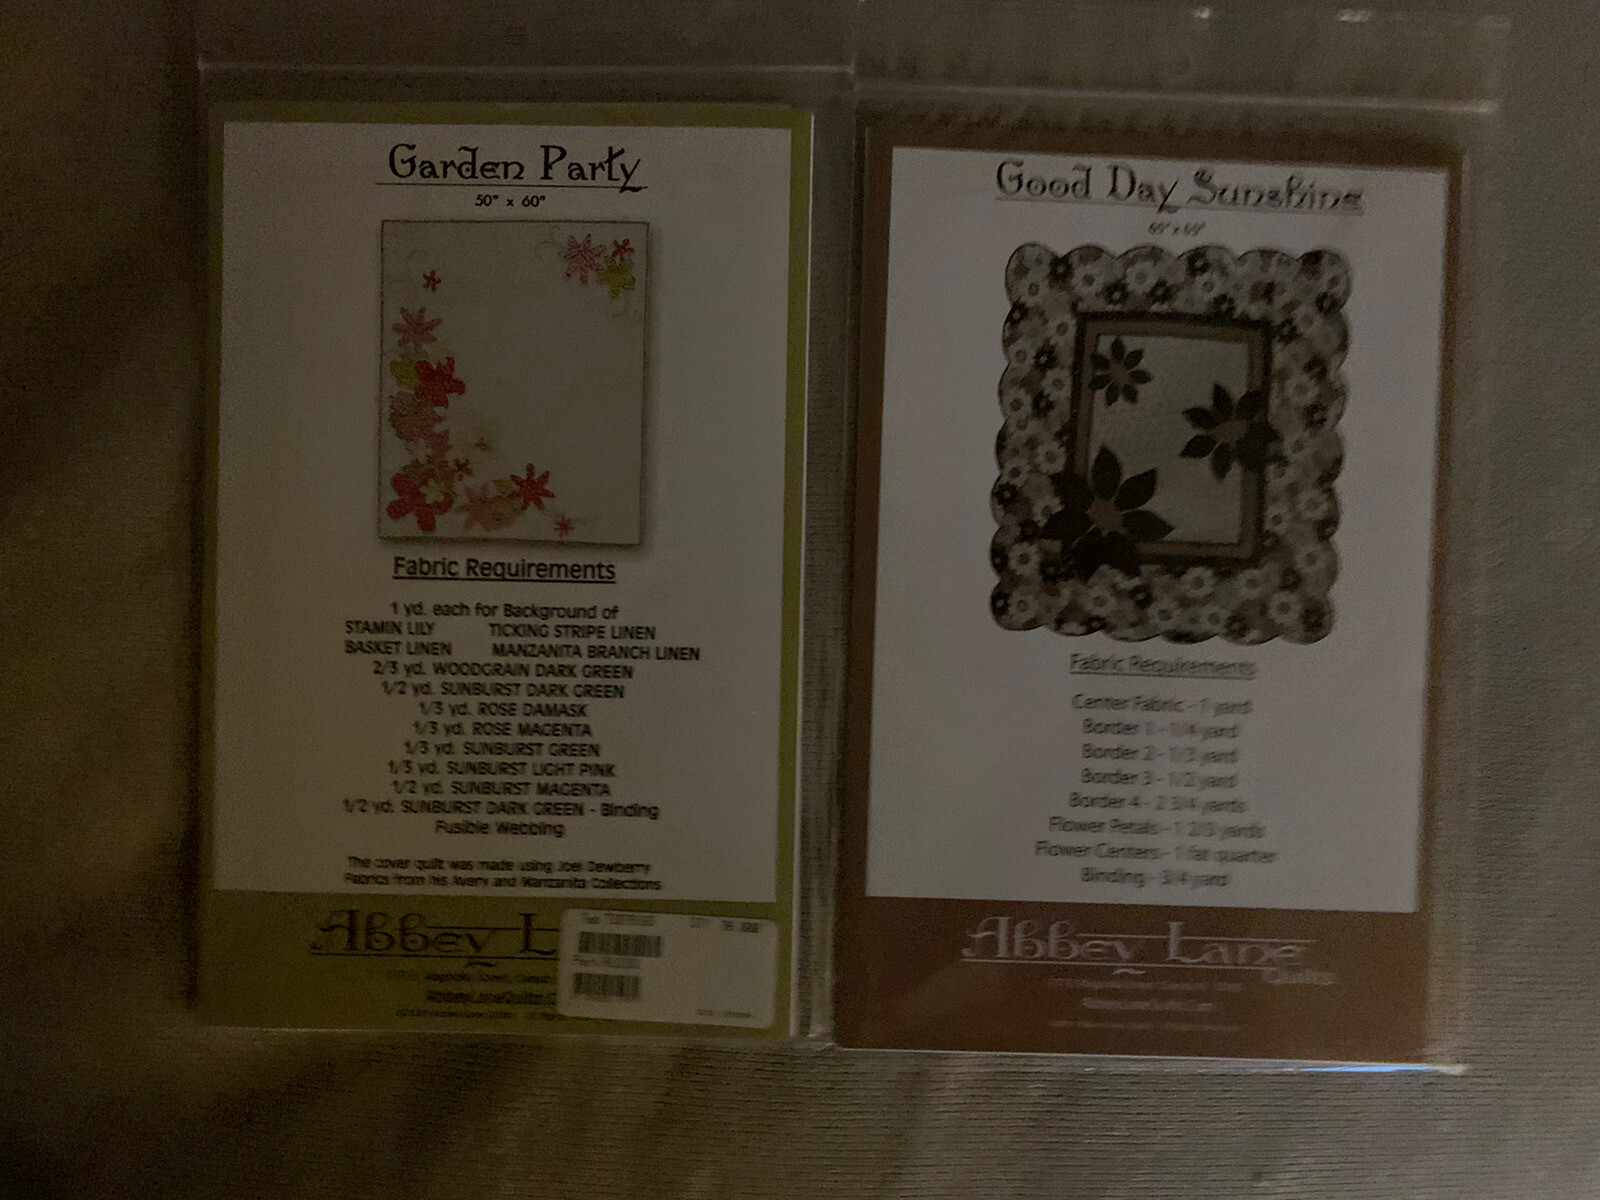 Garden Party
50" x 60"
Fabric Requirements
1 yd. each for Background of
STAMIN LILY TICKING STRIPE LINEN
BASKET LINEN MANZANITA BRANCH LINEN
2/3 yd. WOODGRAIN DARK GREEN
1/2 yd. SUNBURST DARK GREEN
1/3 yd. ROSE DAMASK
1/3 yd. ROSE MAGENTA
1/3 yd. SUNBURST GREEN
1/3 yd. SUNBURST LIGHT PINK
1/2 yd. SUNBURST MAGENTA
1/2 yd. SUNBURST DARK GREEN - Binding
Fusible Webbing
The cover quilt was made using Joel Dewberry
Fabrics from his Avery and Manzanita Collections
Abbey L
AbbeyLaneQuilts
Good Day Sunshine
Fabric Requirements
Center Fabric - 1 yard
Border 1 - 1/4 yard
Border 2 - 1/3 yard
Border 3 - 1/2 yard
Border 4 - 2 3/4 yards
Flower Petals - 1 2/3 yards
Flower Centers - 1 fat quarter
Binding - 3/4 yard
Abbey Lane
Quilts